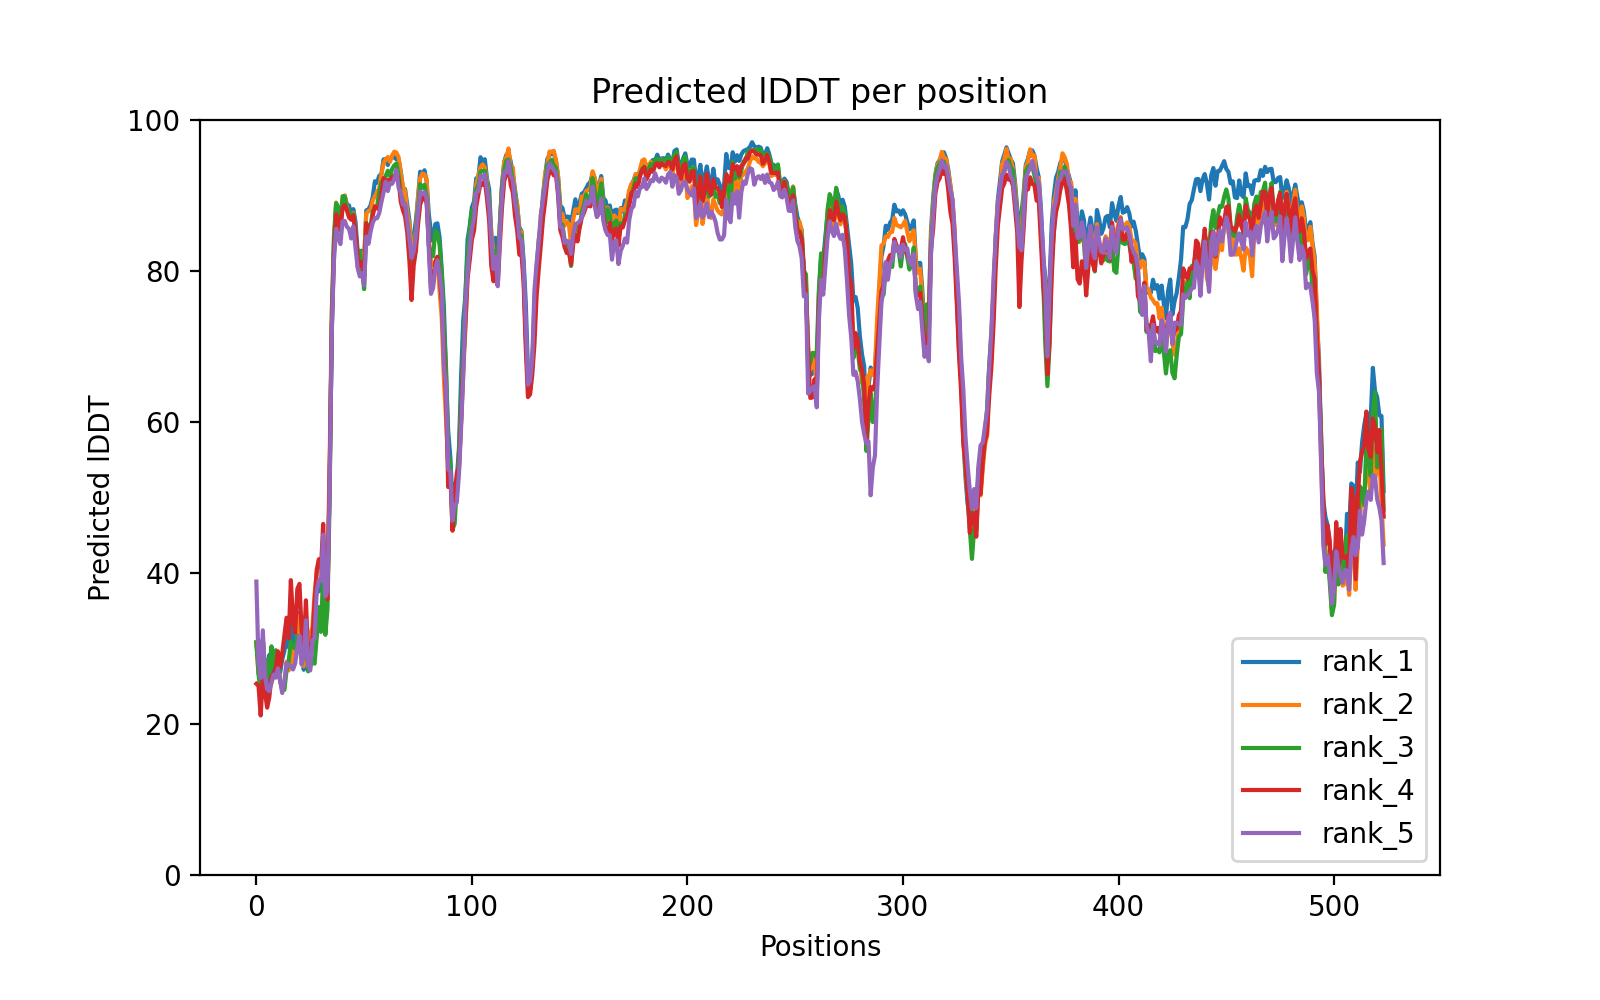 Predicted lDDT per position
100
80
60
40
20
0
Predicted lDDT
0 100 200 300 400 500
Positions
rank_1
rank_2
rank_3
rank_4
rank_5